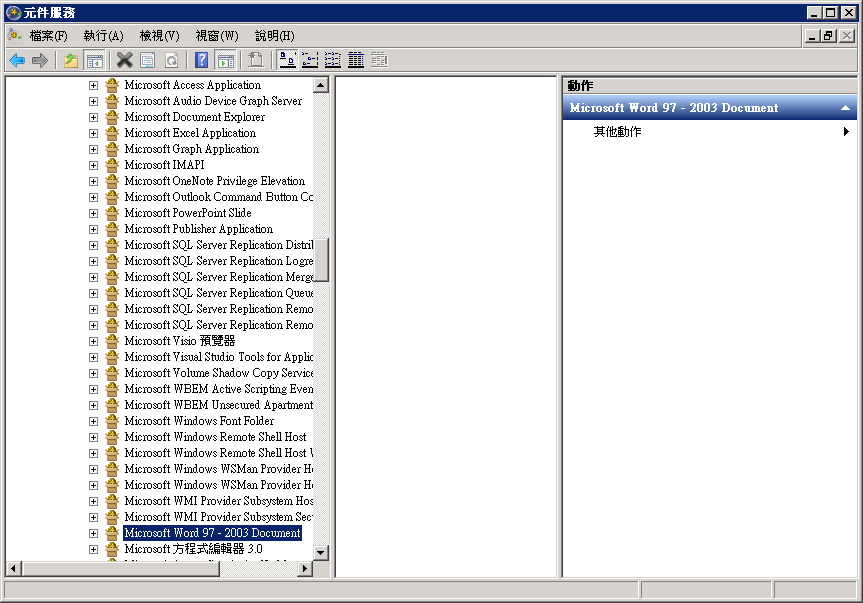 元件服務
檔案(F) 執行(A) 檢視(V) 視窗(W) 說明(H)
Microsoft Access Application
Microsoft Audio Device Graph Server
Microsoft Document Explorer
Microsoft Excel Application
Microsoft Graph Application
Microsoft IMAPI
Microsoft OneNote Privilege Elevation
Microsoft Outlook Command Button Co
Microsoft PowerPoint Slide
Microsoft Publisher Application
Microsoft SQL Server Replication Distril
Microsoft SQL Server Replication Logre
Microsoft SQL Server Replication Merge
Microsoft SQL Server Replication Queue
Microsoft SQL Server Replication Remo
Microsoft SQL Server Replication Remo
Microsoft Visio 預覽器
Microsoft Visual Studio Tools for Applic
Microsoft Volume Shadow Copy Service
Microsoft WBEM Active Scripting Even
Microsoft WBEM Unsecured Apartment
Microsoft Windows Font Folder
Microsoft Windows Remote Shell Host
Microsoft Windows Remote Shell Host
Microsoft Windows WSMan Provider H
Microsoft Windows WSMan Provider H
Microsoft WMI Provider Subsystem Hos
Microsoft WMI Provider Subsystem Sec
Microsoft Word 97 - 2003 Document
Microsoft 方程式編輯器 3.0
動作
Microsoft Word 97 - 2003 Document
其他動作